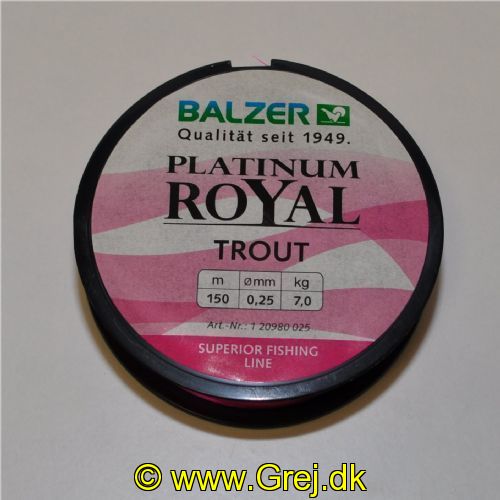 BALZER
Qualität seit 1949.
PLATINUM
ROYAL
TROUT
m ømm kg
150 0,25 7,0
Art.-Nr.: 1 20980 025
SUPERIOR FISHING
LINE
© www.Grej.dk